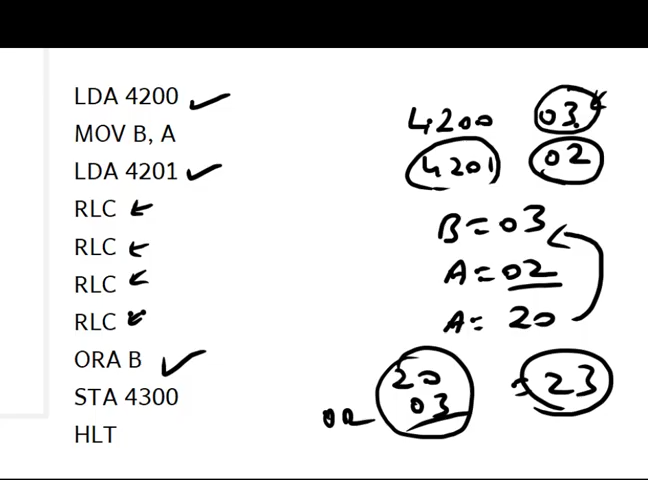 LDA 4200
MOV B, A
LDA 4201
RLC
RLC
RLC
RLC
ORA B
STA 4300
HLT
4200 03
4201 02
B=03
A=02
A=20
20
OR 03
= 23